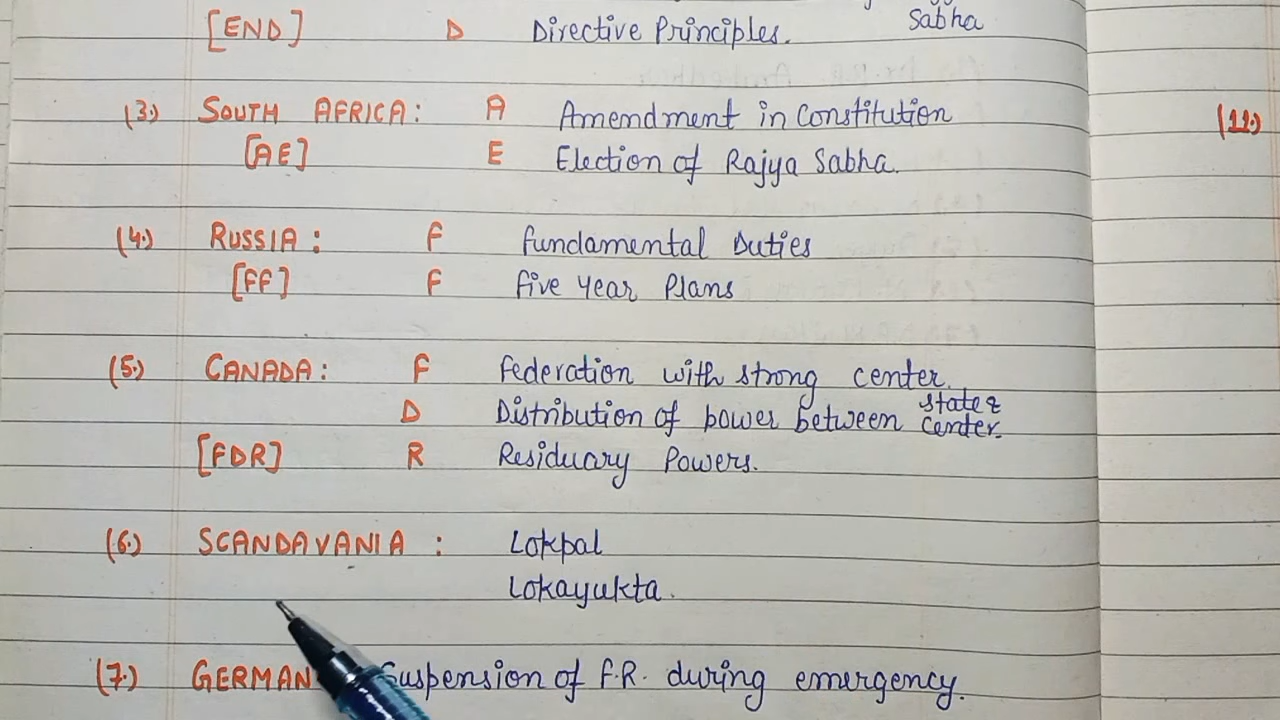 Sabha
[END] D Directive Principles.
(3.) SOUTH AFRICA: A Amendment in Constitution
[AE] E Election of Rajya Sabha.
(4.) RUSSIA: F fundamental Duties
[FF] F five Year Plans
(5.) CANADA: F federation with strong center.
D Distribution of power between state & center.
[FDR] R Residuary Powers.
(6.) SCANDAVANIA: Lokpal
Lokayukta.
(7.) GERMAN Suspension of F.R. during emergency.
(11.)